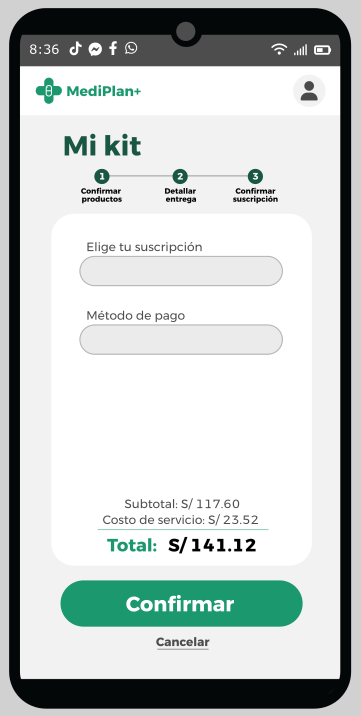 8:36
MediPlan+
Mi kit
1 2 3
Confirmar productos
Detallar entrega
Confirmar suscripción
Elige tu suscripción
Método de pago
Subtotal: S/ 117.60
Costo de servicio: S/ 23.52
Total: S/ 141.12
Confirmar
Cancelar